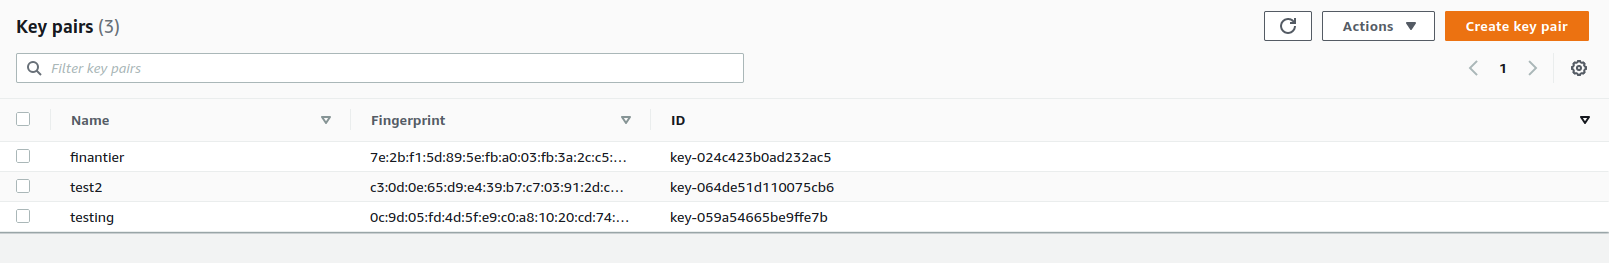 Key pairs (3)
Actions
Create key pair
Filter key pairs
1
Name Fingerprint ID
finantier 7e:2b:f1:5d:89:5e:fb:a0:03:fb:3a:2c:c5:... key-024c423b0ad232ac5
test2 c3:0d:0e:65:d9:e4:39:b7:c7:03:91:2d:c... key-064de51d110075cb6
testing 0c:9d:05:fd:4d:5f:e9:c0:a8:10:20:cd:74:... key-059a54665be9ffe7b